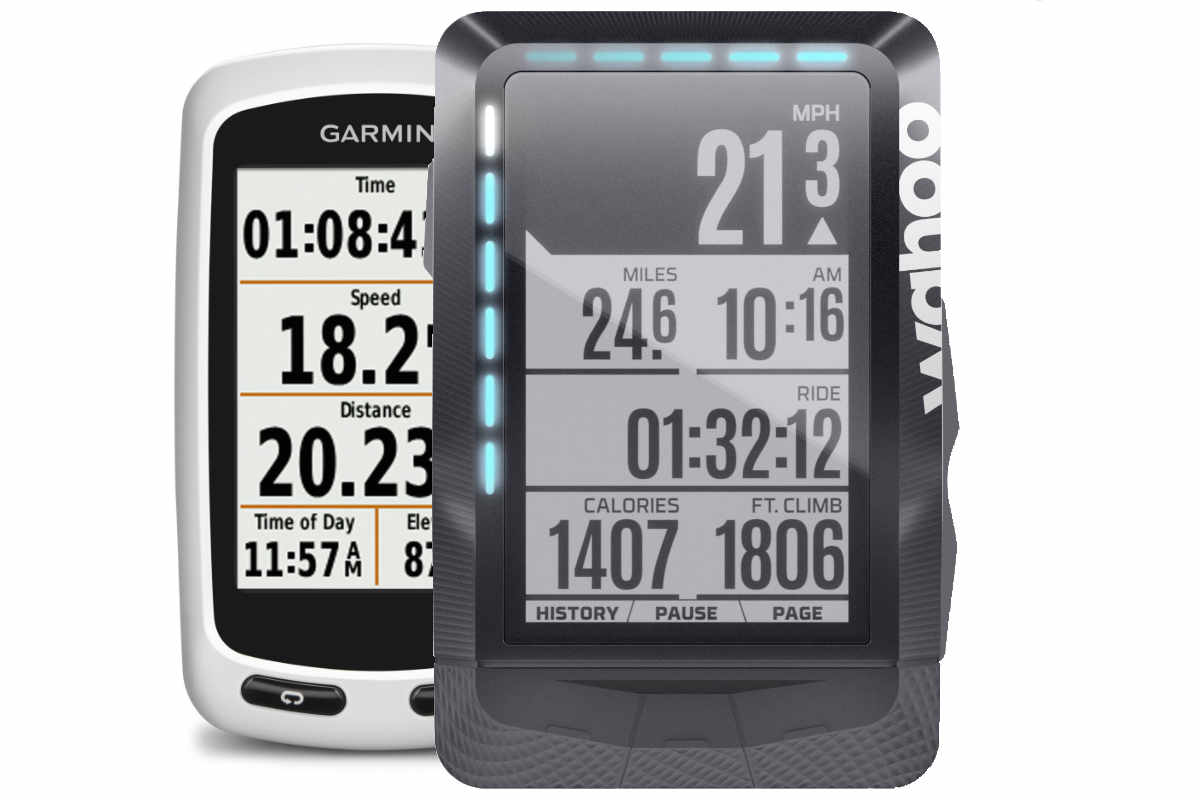 GARMIN
Time
01:08:4
Speed
18.2
Distance
20.23
Time of Day
11:57 AM
wahoo
MPH
21 3
MILES
24.6
AM
10:16
RIDE
01:32:12
CALORIES
1407
FT. CLIMB
1806
HISTORY
PAUSE
PAGE